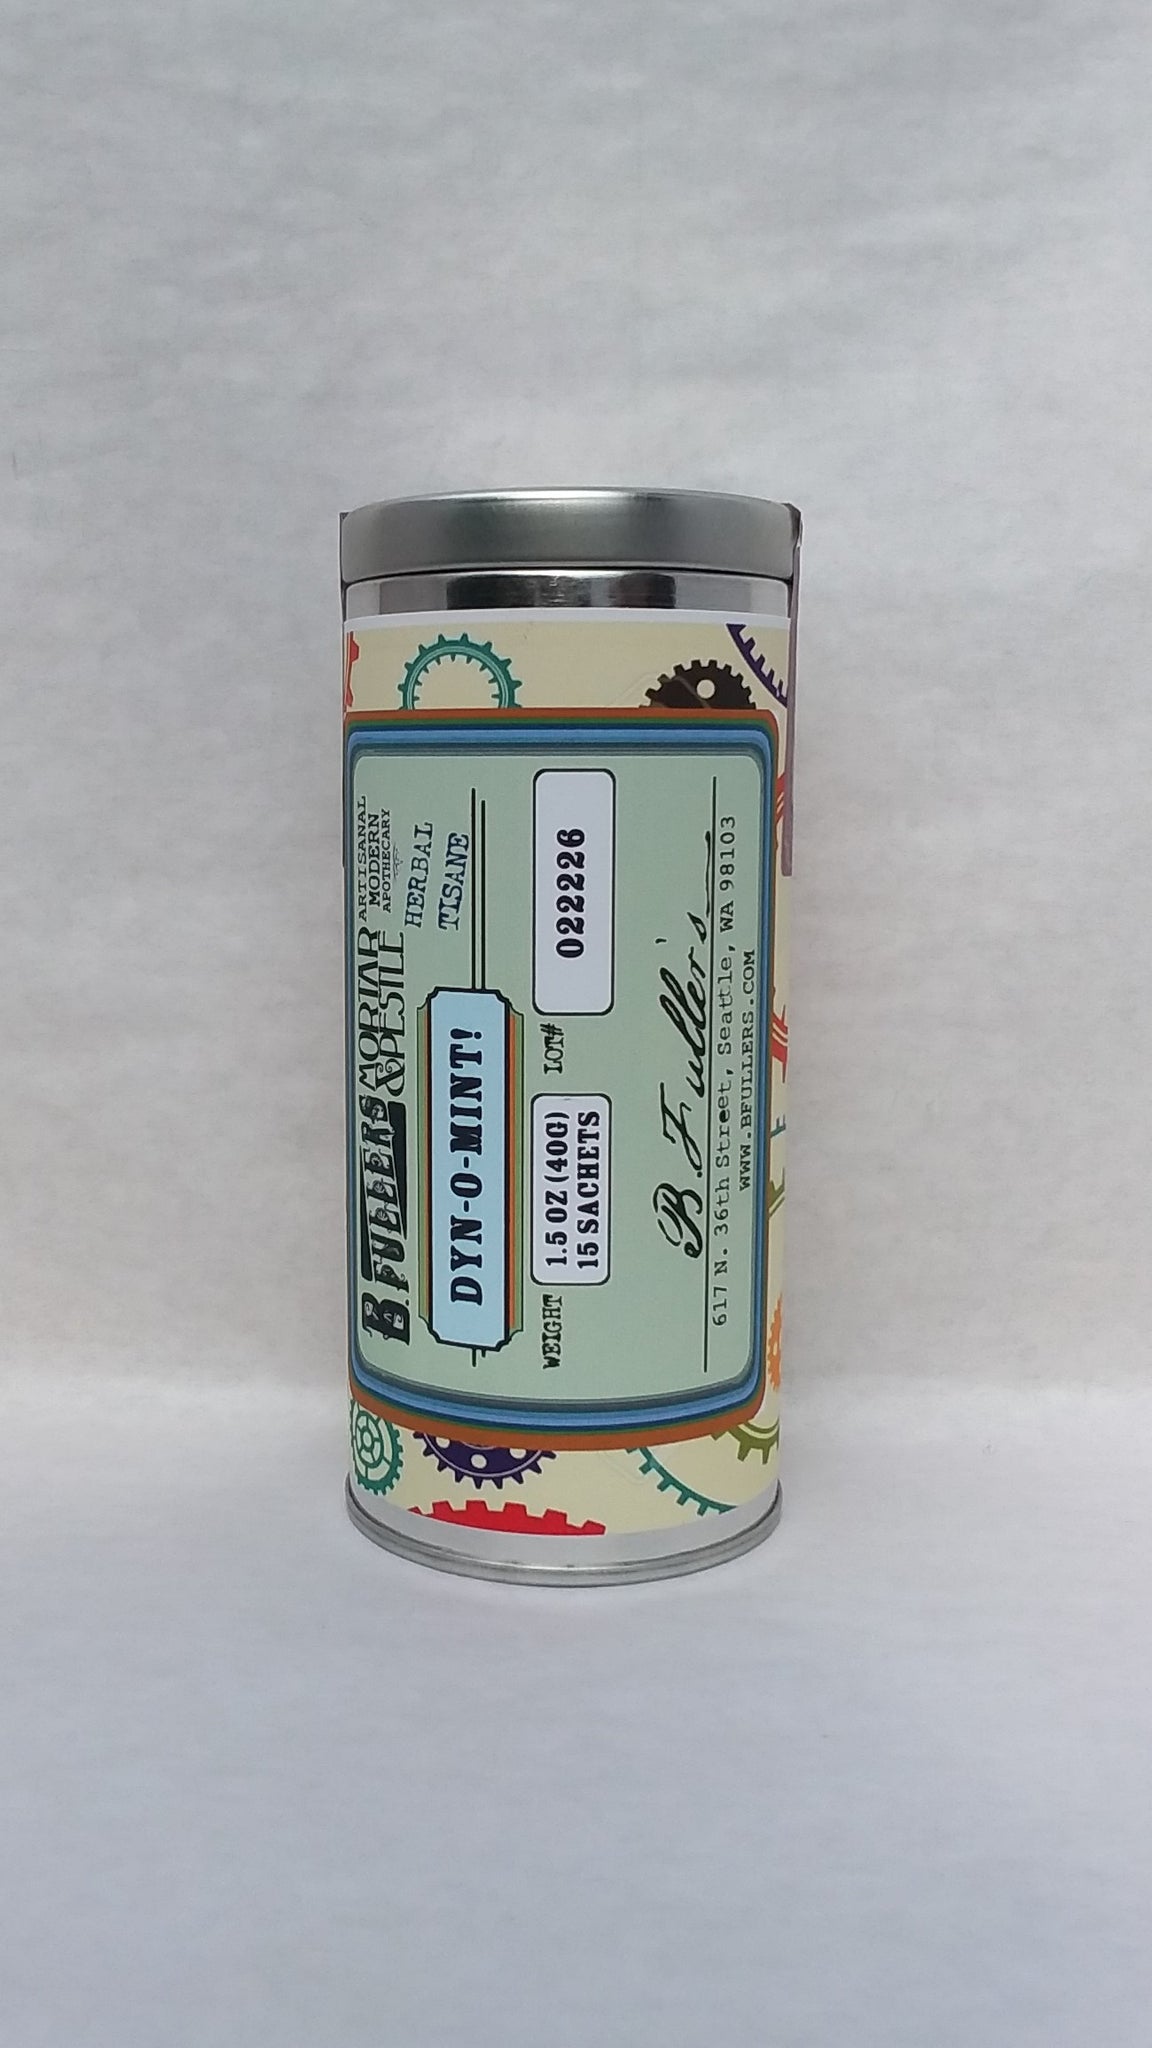 B. FULLERS MORTAR & PESTLE
ARTISANAL
MODERN
APOTHECARY
HERBAL
TISANE
DYN-O-MINT!
WEIGHT
1.5 OZ (40G)
15 SACHETS
LOT#
022226
B. Fuller's
617 N. 36th Street, Seattle, WA 98103
WWW.BFULLERS.COM